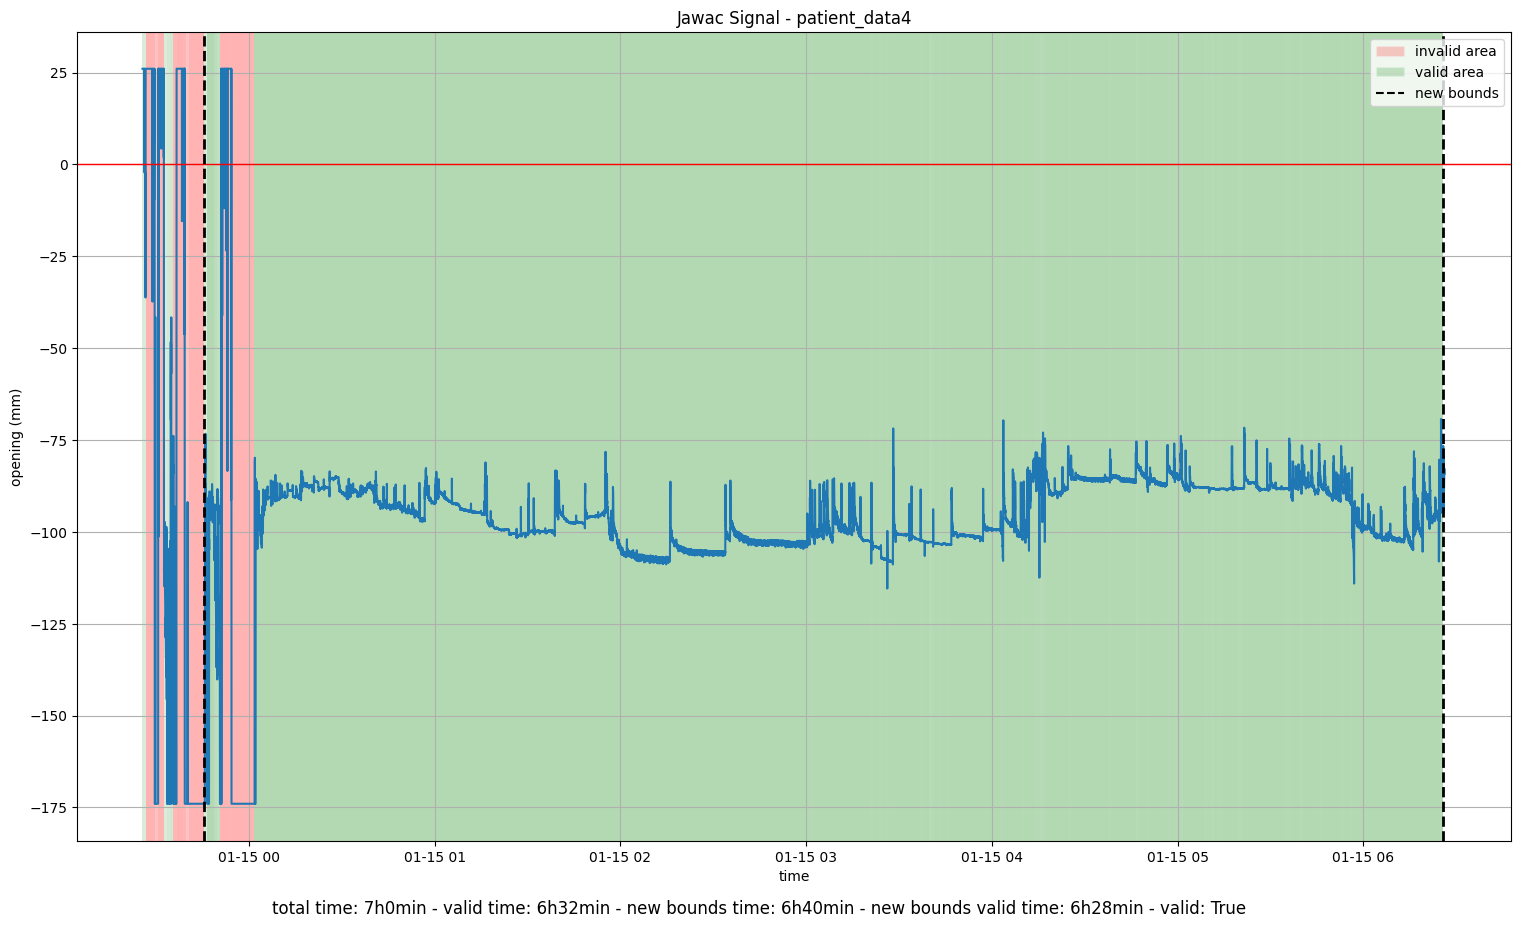 Jawac Signal - patient_data4
invalid area
valid area
new bounds
opening (mm)
25
0
−25
−50
−75
−100
−125
−150
−175
01-15 00
01-15 01
01-15 02
01-15 03
01-15 04
01-15 05
01-15 06
time
total time: 7h0min - valid time: 6h32min - new bounds time: 6h40min - new bounds valid time: 6h28min - valid: True